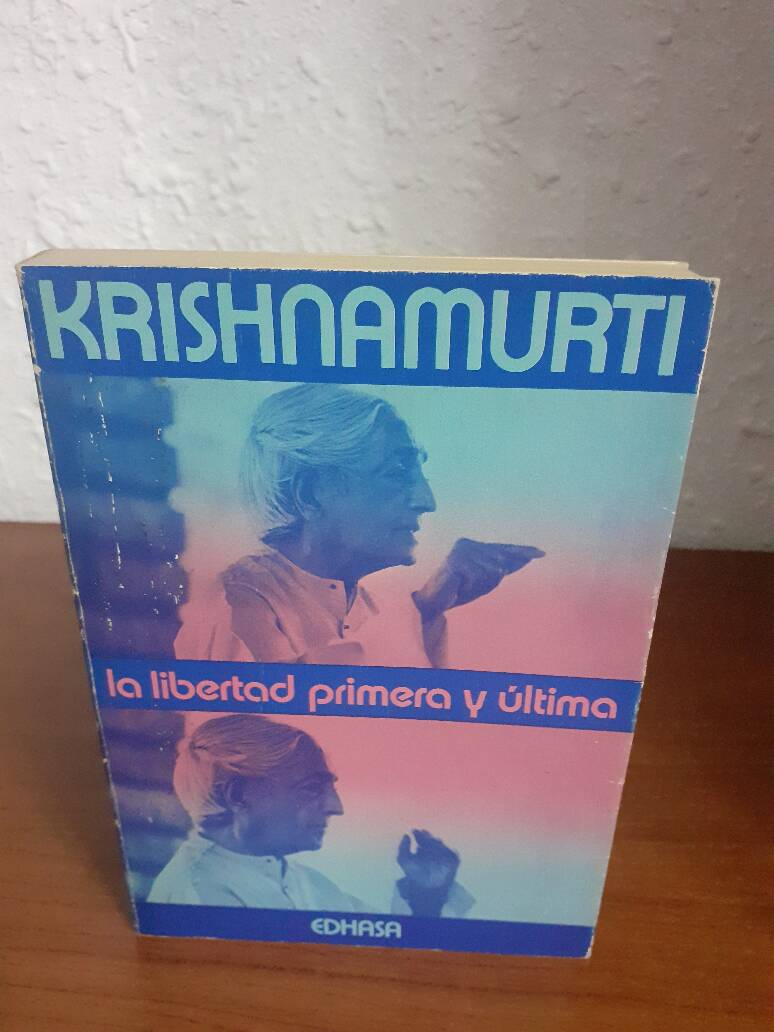 KRISHNAMURTI
la libertad primera y última
EDHASA